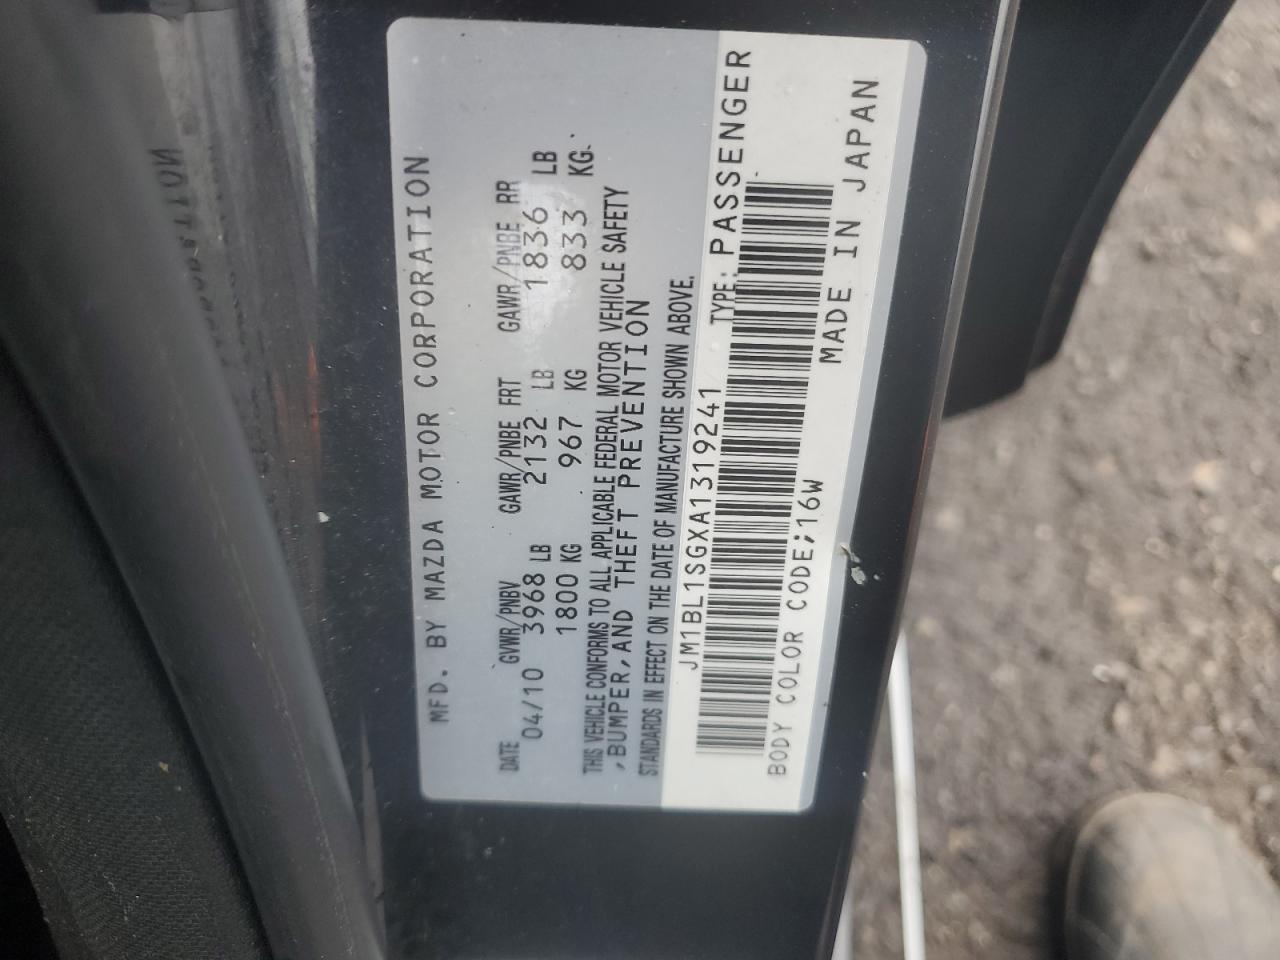 MFD. BY MAZDA MOTOR CORPORATION
DATE GVWR/PNBV GAWR/PNBE FRT GAWR/PNBE RR
04/10 3968 LB 2132 LB 1836 LB
1800 KG 967 KG 833 KG
THIS VEHICLE CONFORMS TO ALL APPLICABLE FEDERAL MOTOR VEHICLE SAFETY
,BUMPER,AND THEFT PREVENTION
STANDARDS IN EFFECT ON THE DATE OF MANUFACTURE SHOWN ABOVE.
JM1BL1SGXA1319241 TYPE: PASSENGER
BODY COLOR CODE;16W
MADE IN JAPAN